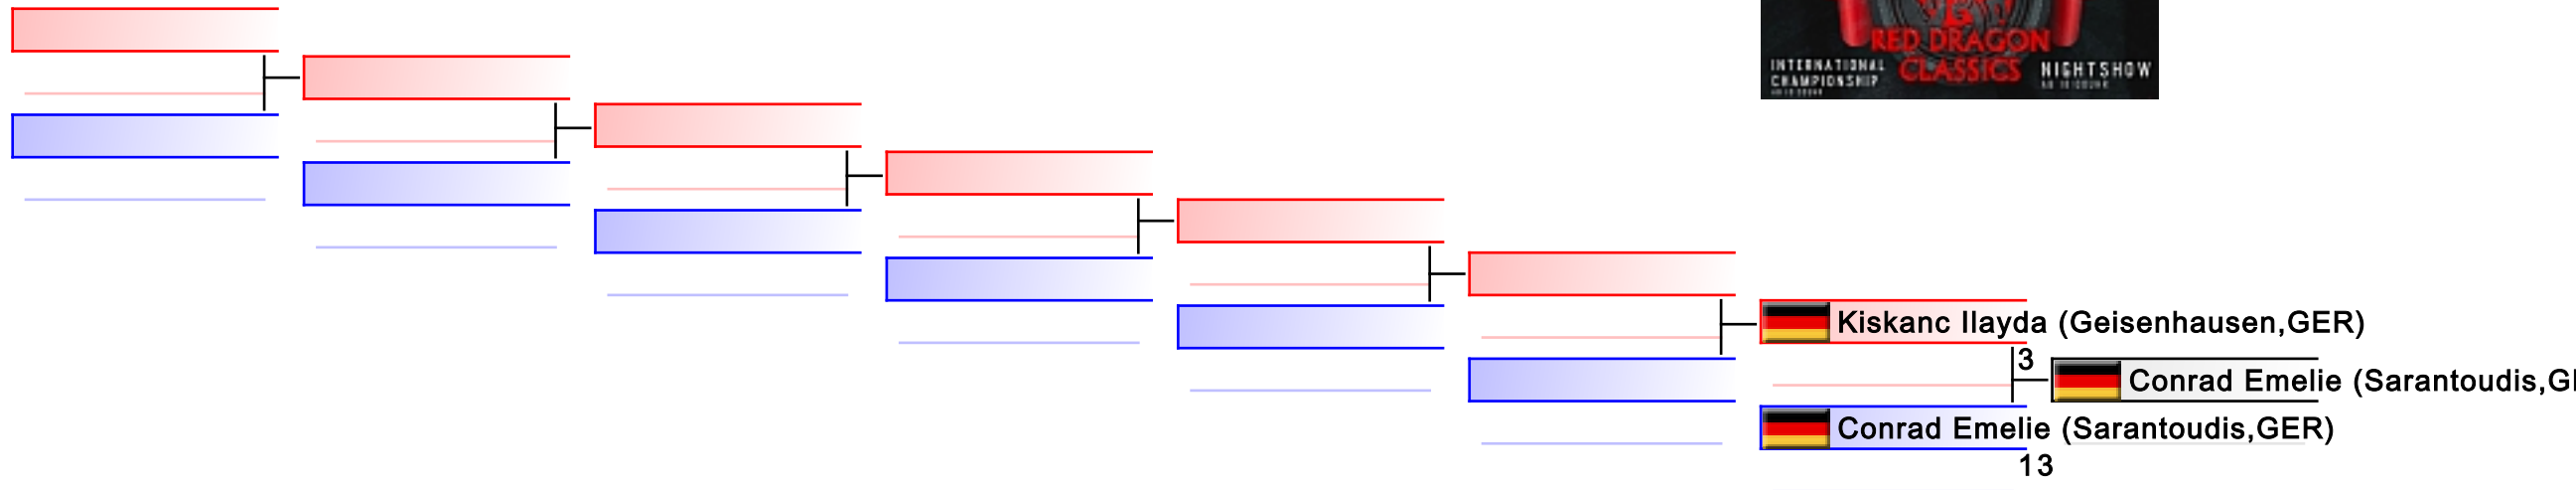 RED DRAGON
CLASSICS
INTERNATIONAL
CHAMPIONSHIP
NIGHTSHOW
Kiskanc Ilayda (Geisenhausen,GER)
3
Conrad Emelie (Sarantoudis,G
Conrad Emelie (Sarantoudis,GER)
13